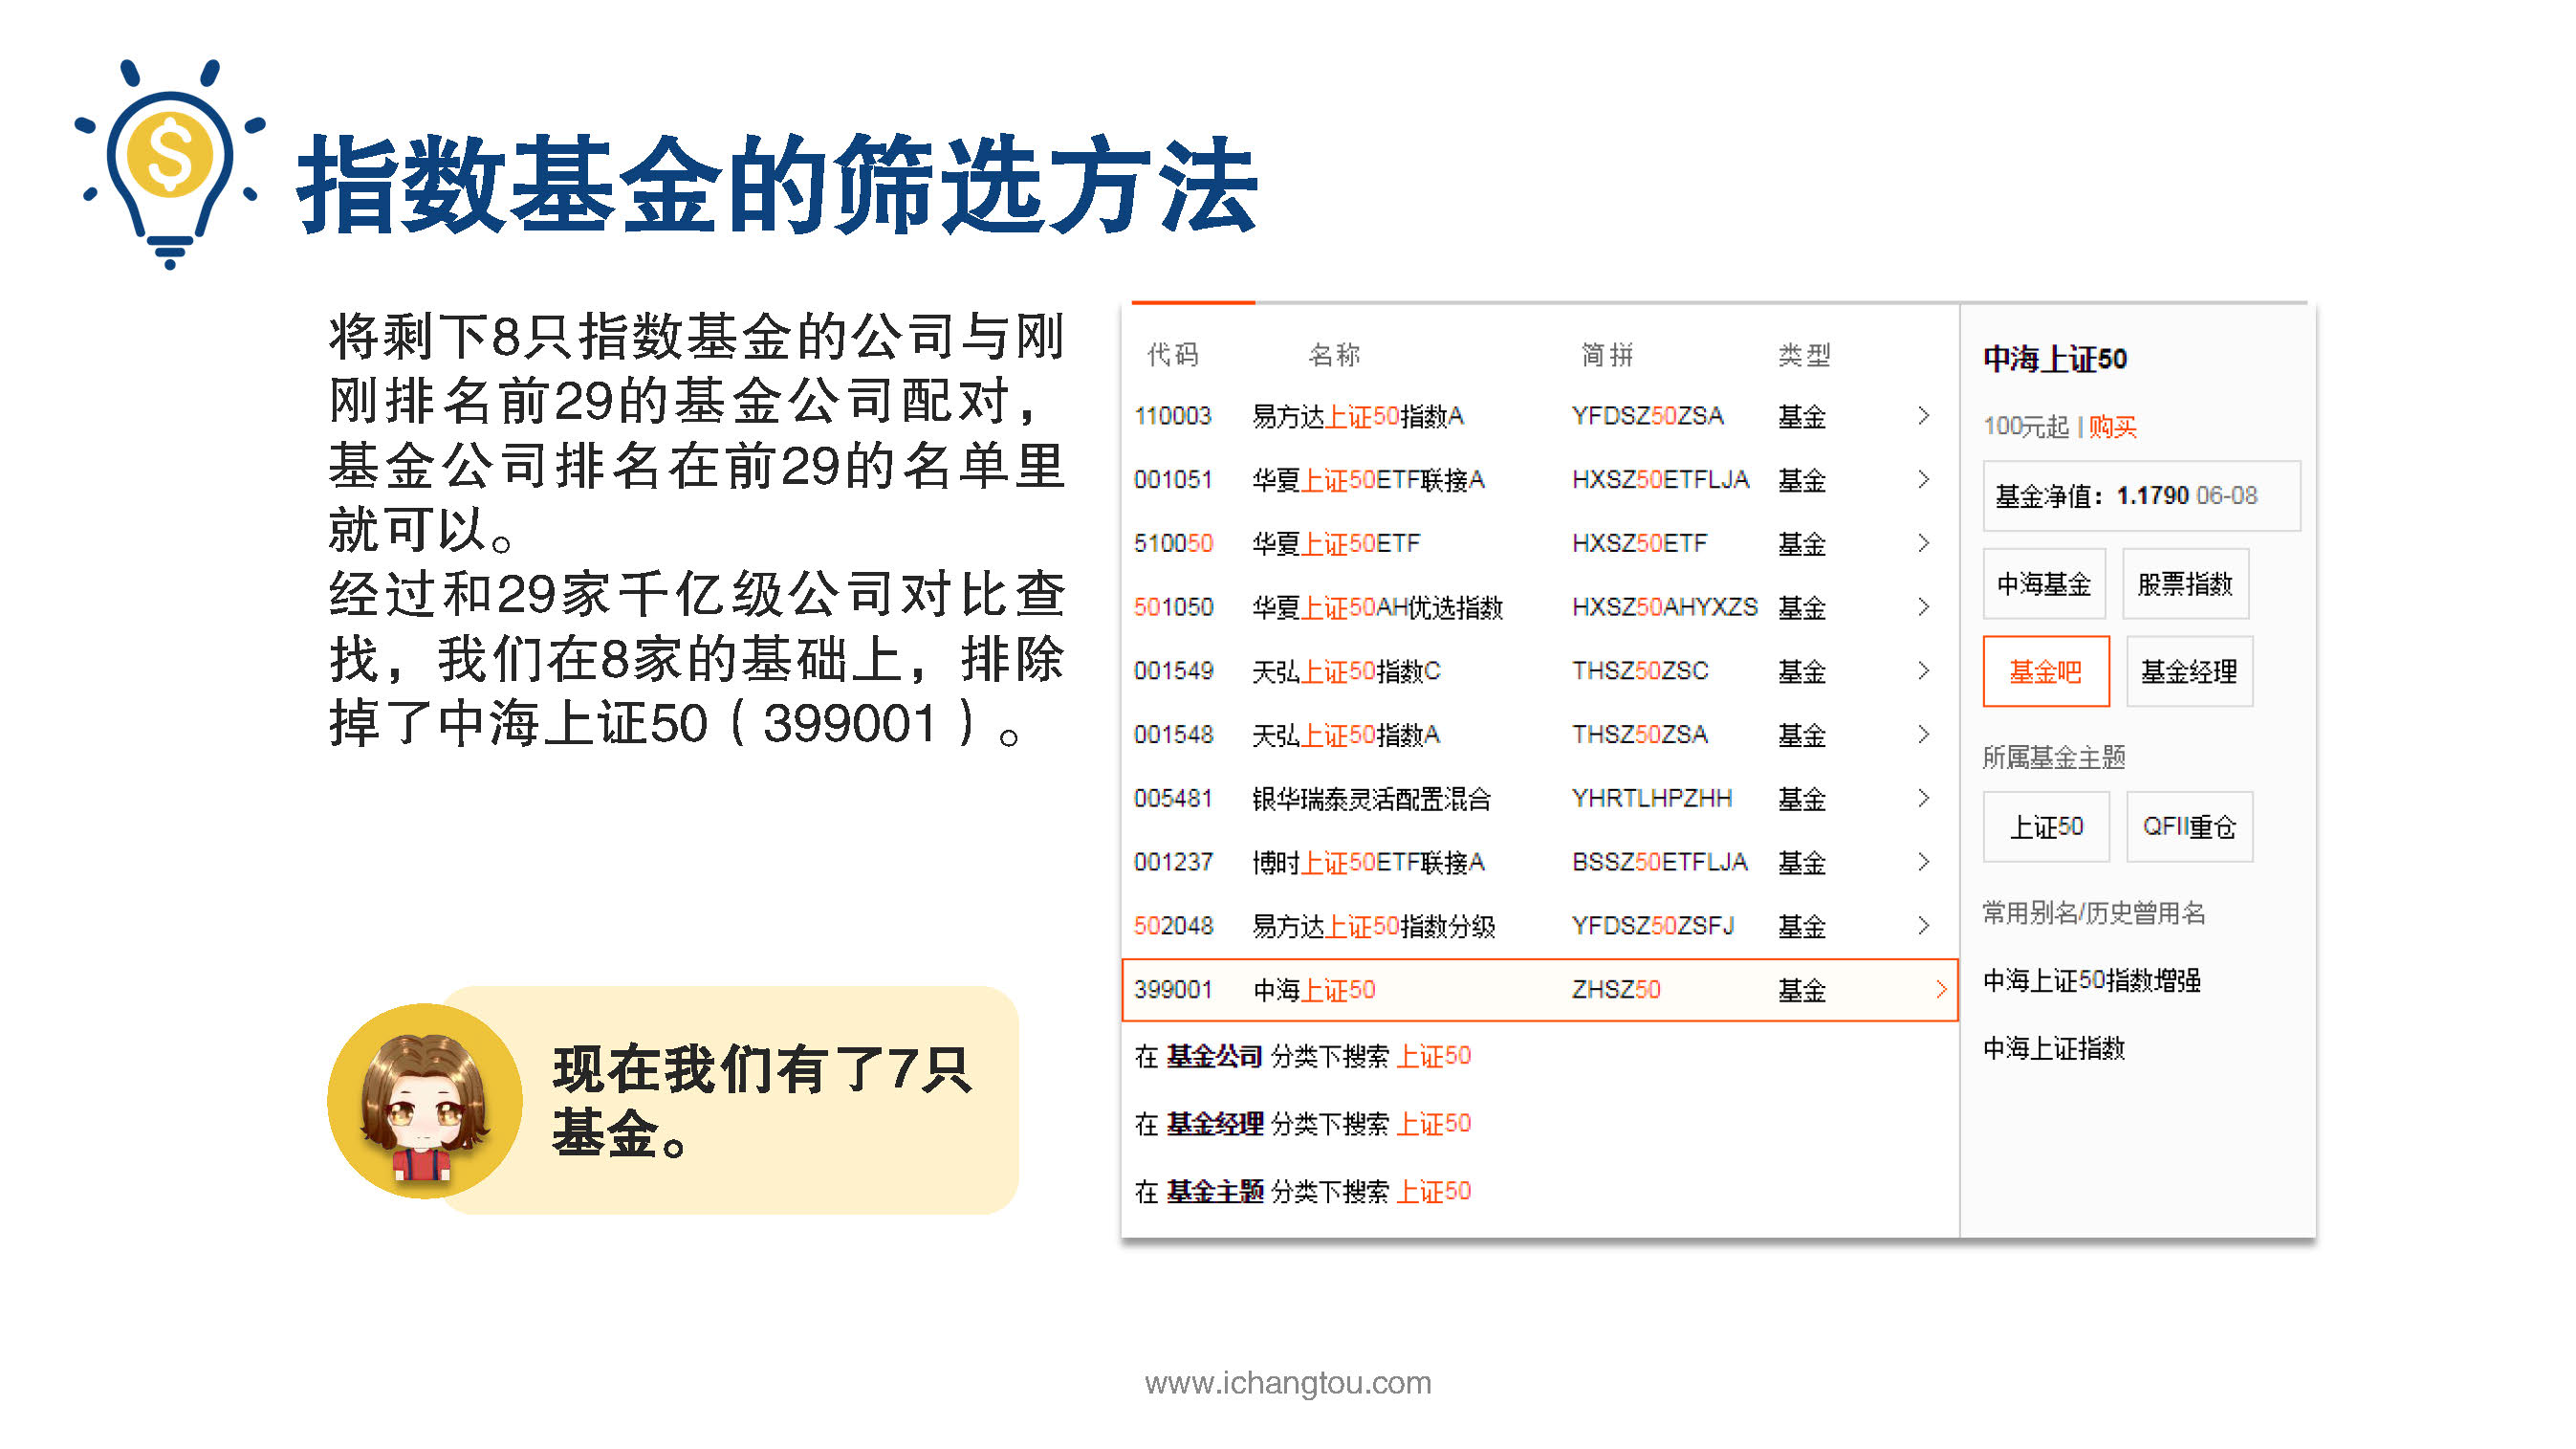 指数基金的筛选方法
将剩下8只指数基金的公司与刚
刚排名前29的基金公司配对，
基金公司排名在前29的名单里
就可以。
经过和29家千亿级公司对比查
找，我们在8家的基础上，排除
掉了中海上证50（399001）。
现在我们有了7只
基金。
代码 名称 简拼 类型
110003 易方达上证50指数A YFDSZ50ZSA 基金 >
001051 华夏上证50ETF联接A HXSZ50ETFLJA 基金 >
510050 华夏上证50ETF HXSZ50ETF 基金 >
501050 华夏上证50AH优选指数 HXSZ50AHYXZS 基金 >
001549 天弘上证50指数C THSZ50ZSC 基金 >
001548 天弘上证50指数A THSZ50ZSA 基金 >
005481 银华瑞泰灵活配置混合 YHRTLHPZHH 基金 >
001237 博时上证50ETF联接A BSSZ50ETFLJA 基金 >
502048 易方达上证50指数分级 YFDSZ50ZSFJ 基金 >
399001 中海上证50 ZHSZ50 基金 >
在 基金公司 分类下搜索 上证50
在 基金经理 分类下搜索 上证50
在 基金主题 分类下搜索 上证50
中海上证50
100元起 | 购买
基金净值：1.1790 06-08
中海基金 股票指数
基金吧 基金经理
所属基金主题
上证50 QFII重仓
常用别名/历史曾用名
中海上证50指数增强
中海上证指数
www.ichangtou.com